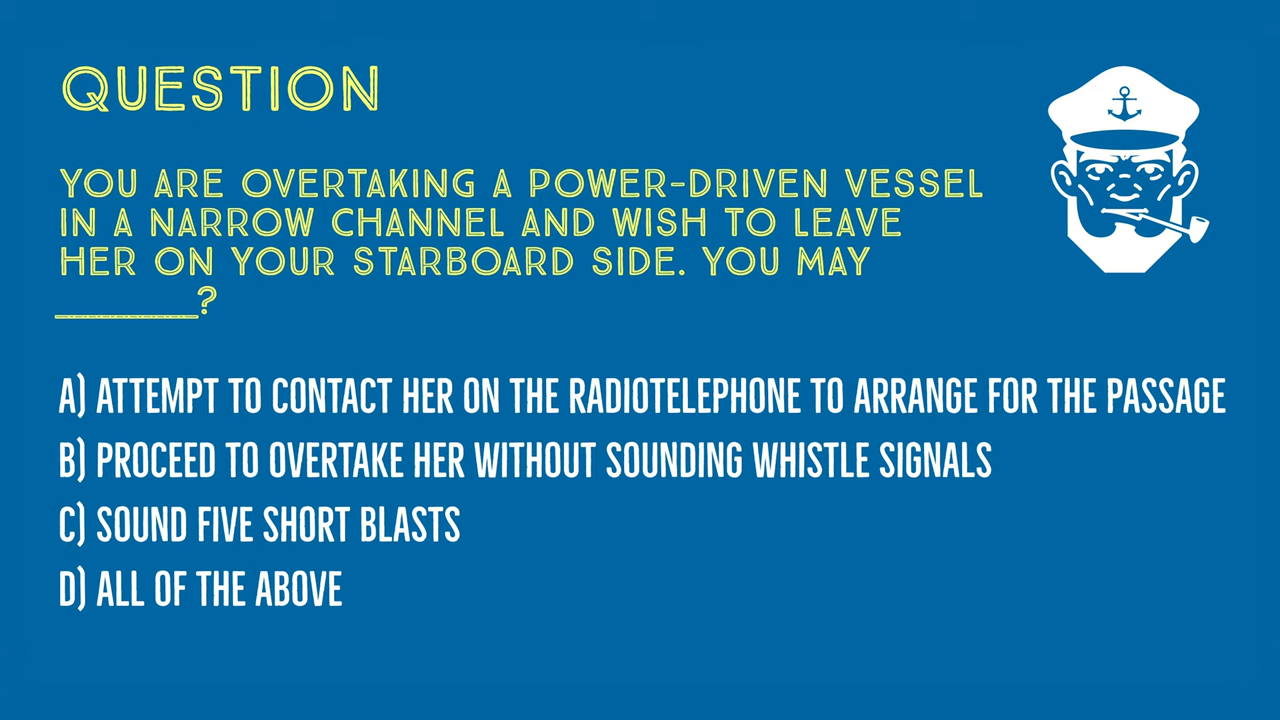 QUESTION
YOU ARE OVERTAKING A POWER-DRIVEN VESSEL
IN A NARROW CHANNEL AND WISH TO LEAVE
HER ON YOUR STARBOARD SIDE. YOU MAY
__________?
A) ATTEMPT TO CONTACT HER ON THE RADIOTELEPHONE TO ARRANGE FOR THE PASSAGE
B) PROCEED TO OVERTAKE HER WITHOUT SOUNDING WHISTLE SIGNALS
C) SOUND FIVE SHORT BLASTS
D) ALL OF THE ABOVE